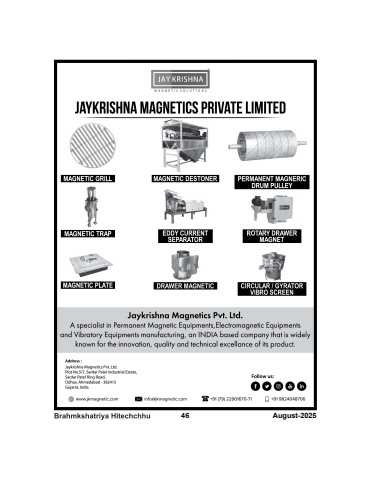 JAY KRISHNA
MAGNETIC SOLUTIONS
JAYKRISHNA MAGNETICS PRIVATE LIMITED
MAGNETIC GRILL
MAGNETIC DESTONER
PERMANENT MAGNERIC
DRUM PULLEY
MAGNETIC TRAP
EDDY CURRENT
SEPARATOR
ROTARY DRAWER
MAGNET
MAGNETIC PLATE
DRAWER MAGNETIC
CIRCULAR / GYRATOR
VIBRO SCREEN
Jaykrishna Magnetics Pvt. Ltd.
A specialist in Permanent Magnetic Equipments,Electromagnetic Equipments
and Vibratory Equipments manufacturing, an INDIA based company that is widely
known for the innovation, quality and technical excellance of its product.
Address :
Jaykrishna Magnetics Pvt. Ltd.
Plot No,5/7, Sardar Patel Industrial Estate,
Sardar Patel Ring Road,
Odhav, Ahmedabad - 382415
Gujarat, India
Follow us:
www.jkmagnetic.com
info@jkmagnetic.com
+91 (79) 22901670-71
+91 9824048706
Brahmkshatriya Hitechchhu
46
August-2025